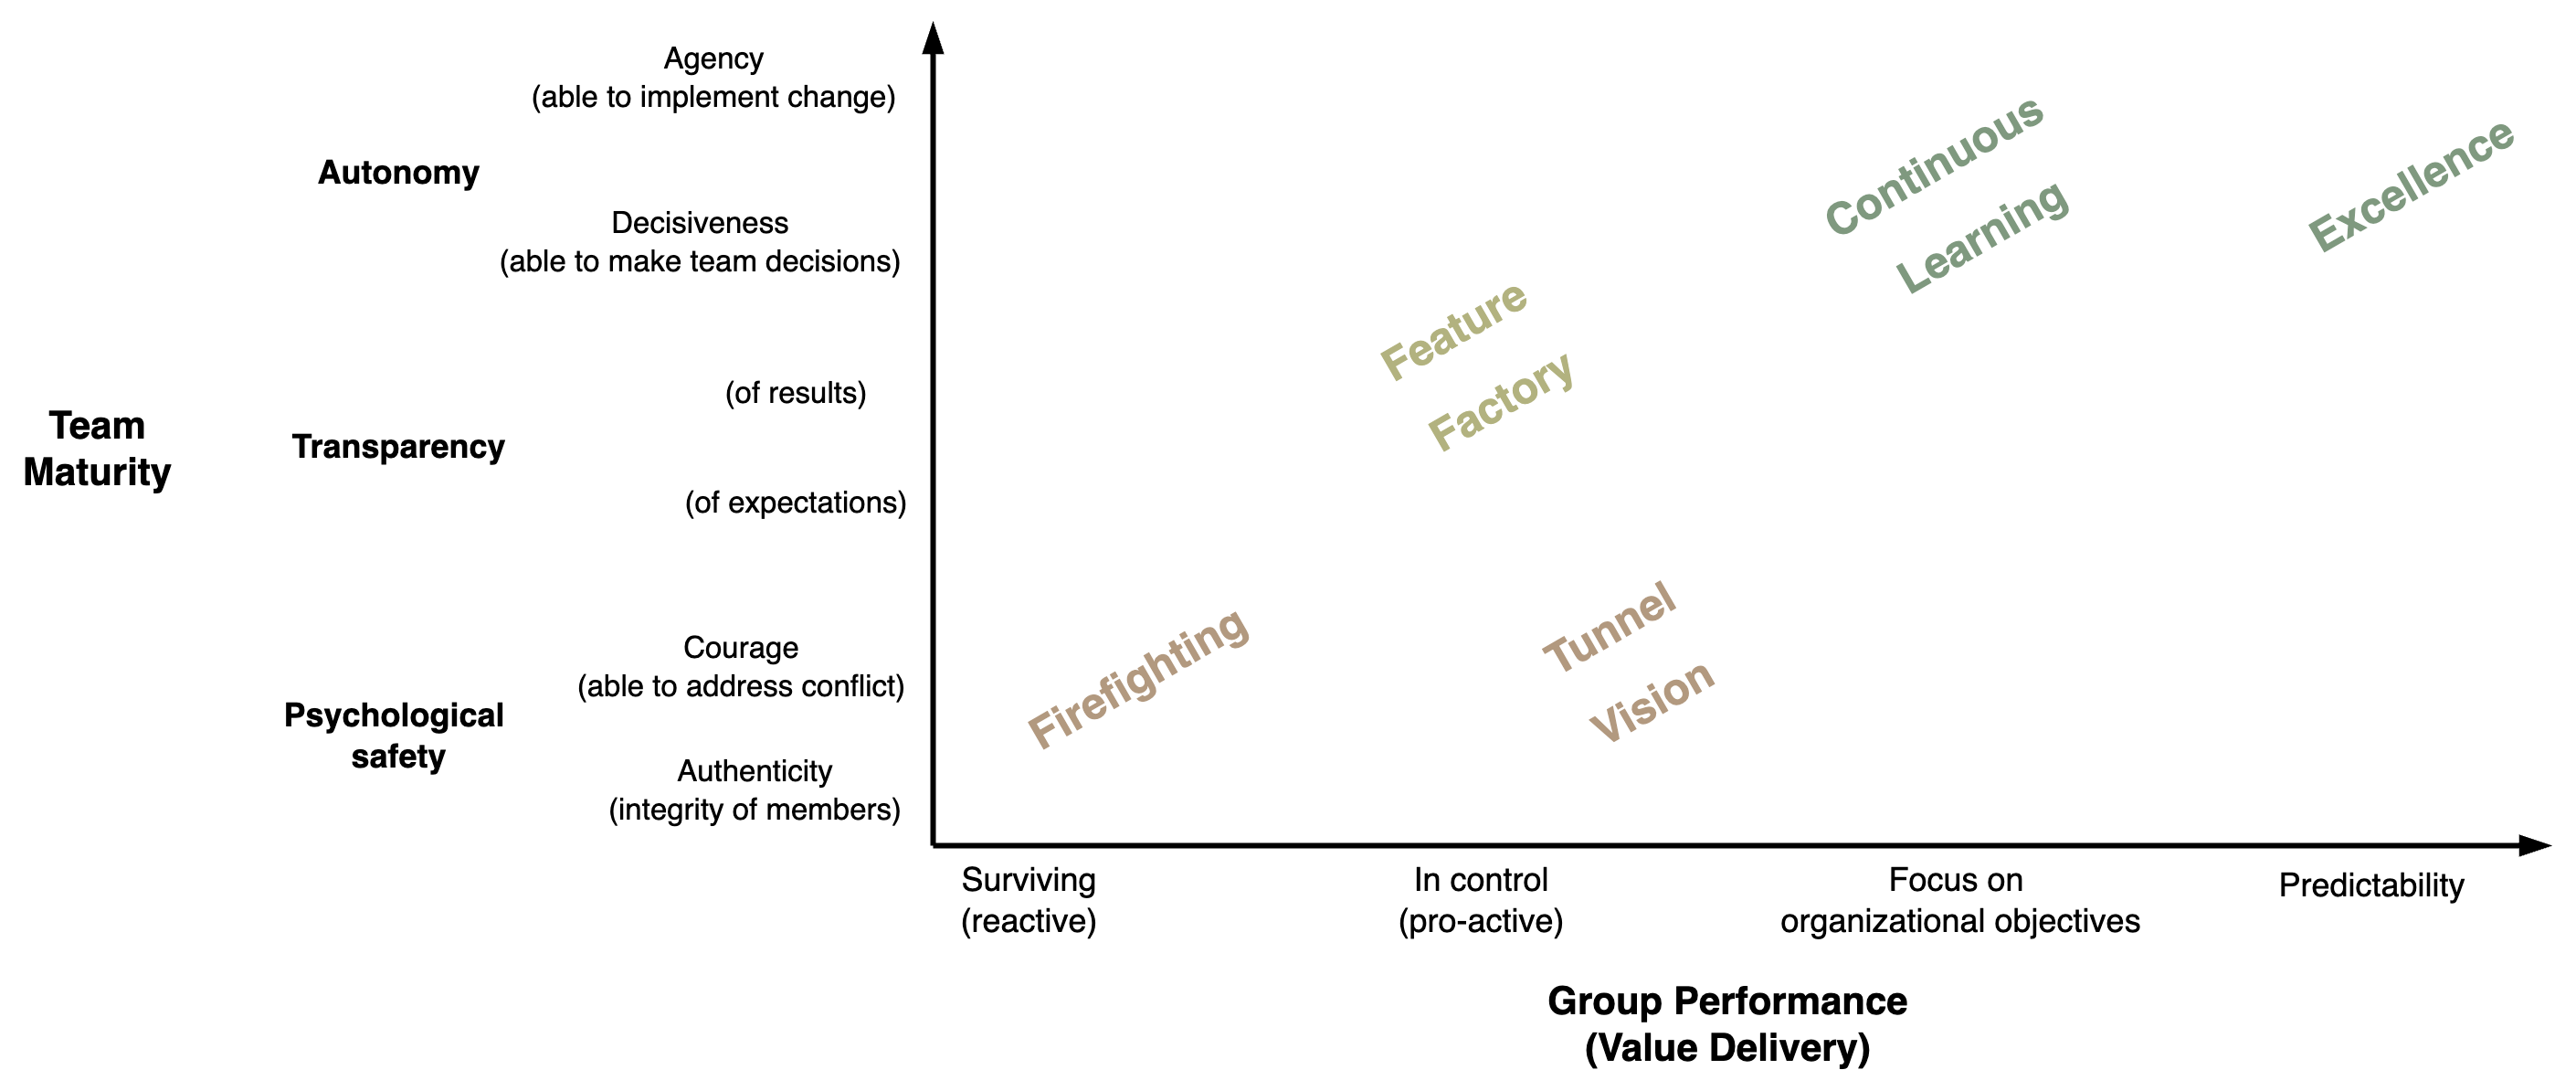 Agency
(able to implement change)
Autonomy
Decisiveness
(able to make team decisions)
(of results)
Team
Maturity
Transparency
(of expectations)
Courage
(able to address conflict)
Psychological
safety
Authenticity
(integrity of members)
Continuous
Learning
Excellence
Feature
Factory
Firefighting
Tunnel
Vision
Surviving
(reactive)
In control
(pro-active)
Focus on
organizational objectives
Predictability
Group Performance
(Value Delivery)